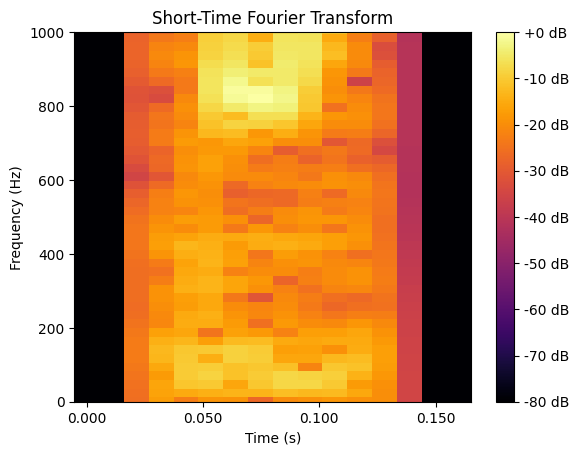 Short-Time Fourier Transform
1000
800
600
400
200
0
Frequency (Hz)
0.000
0.050
0.100
0.150
Time (s)
+0 dB
-10 dB
-20 dB
-30 dB
-40 dB
-50 dB
-60 dB
-70 dB
-80 dB